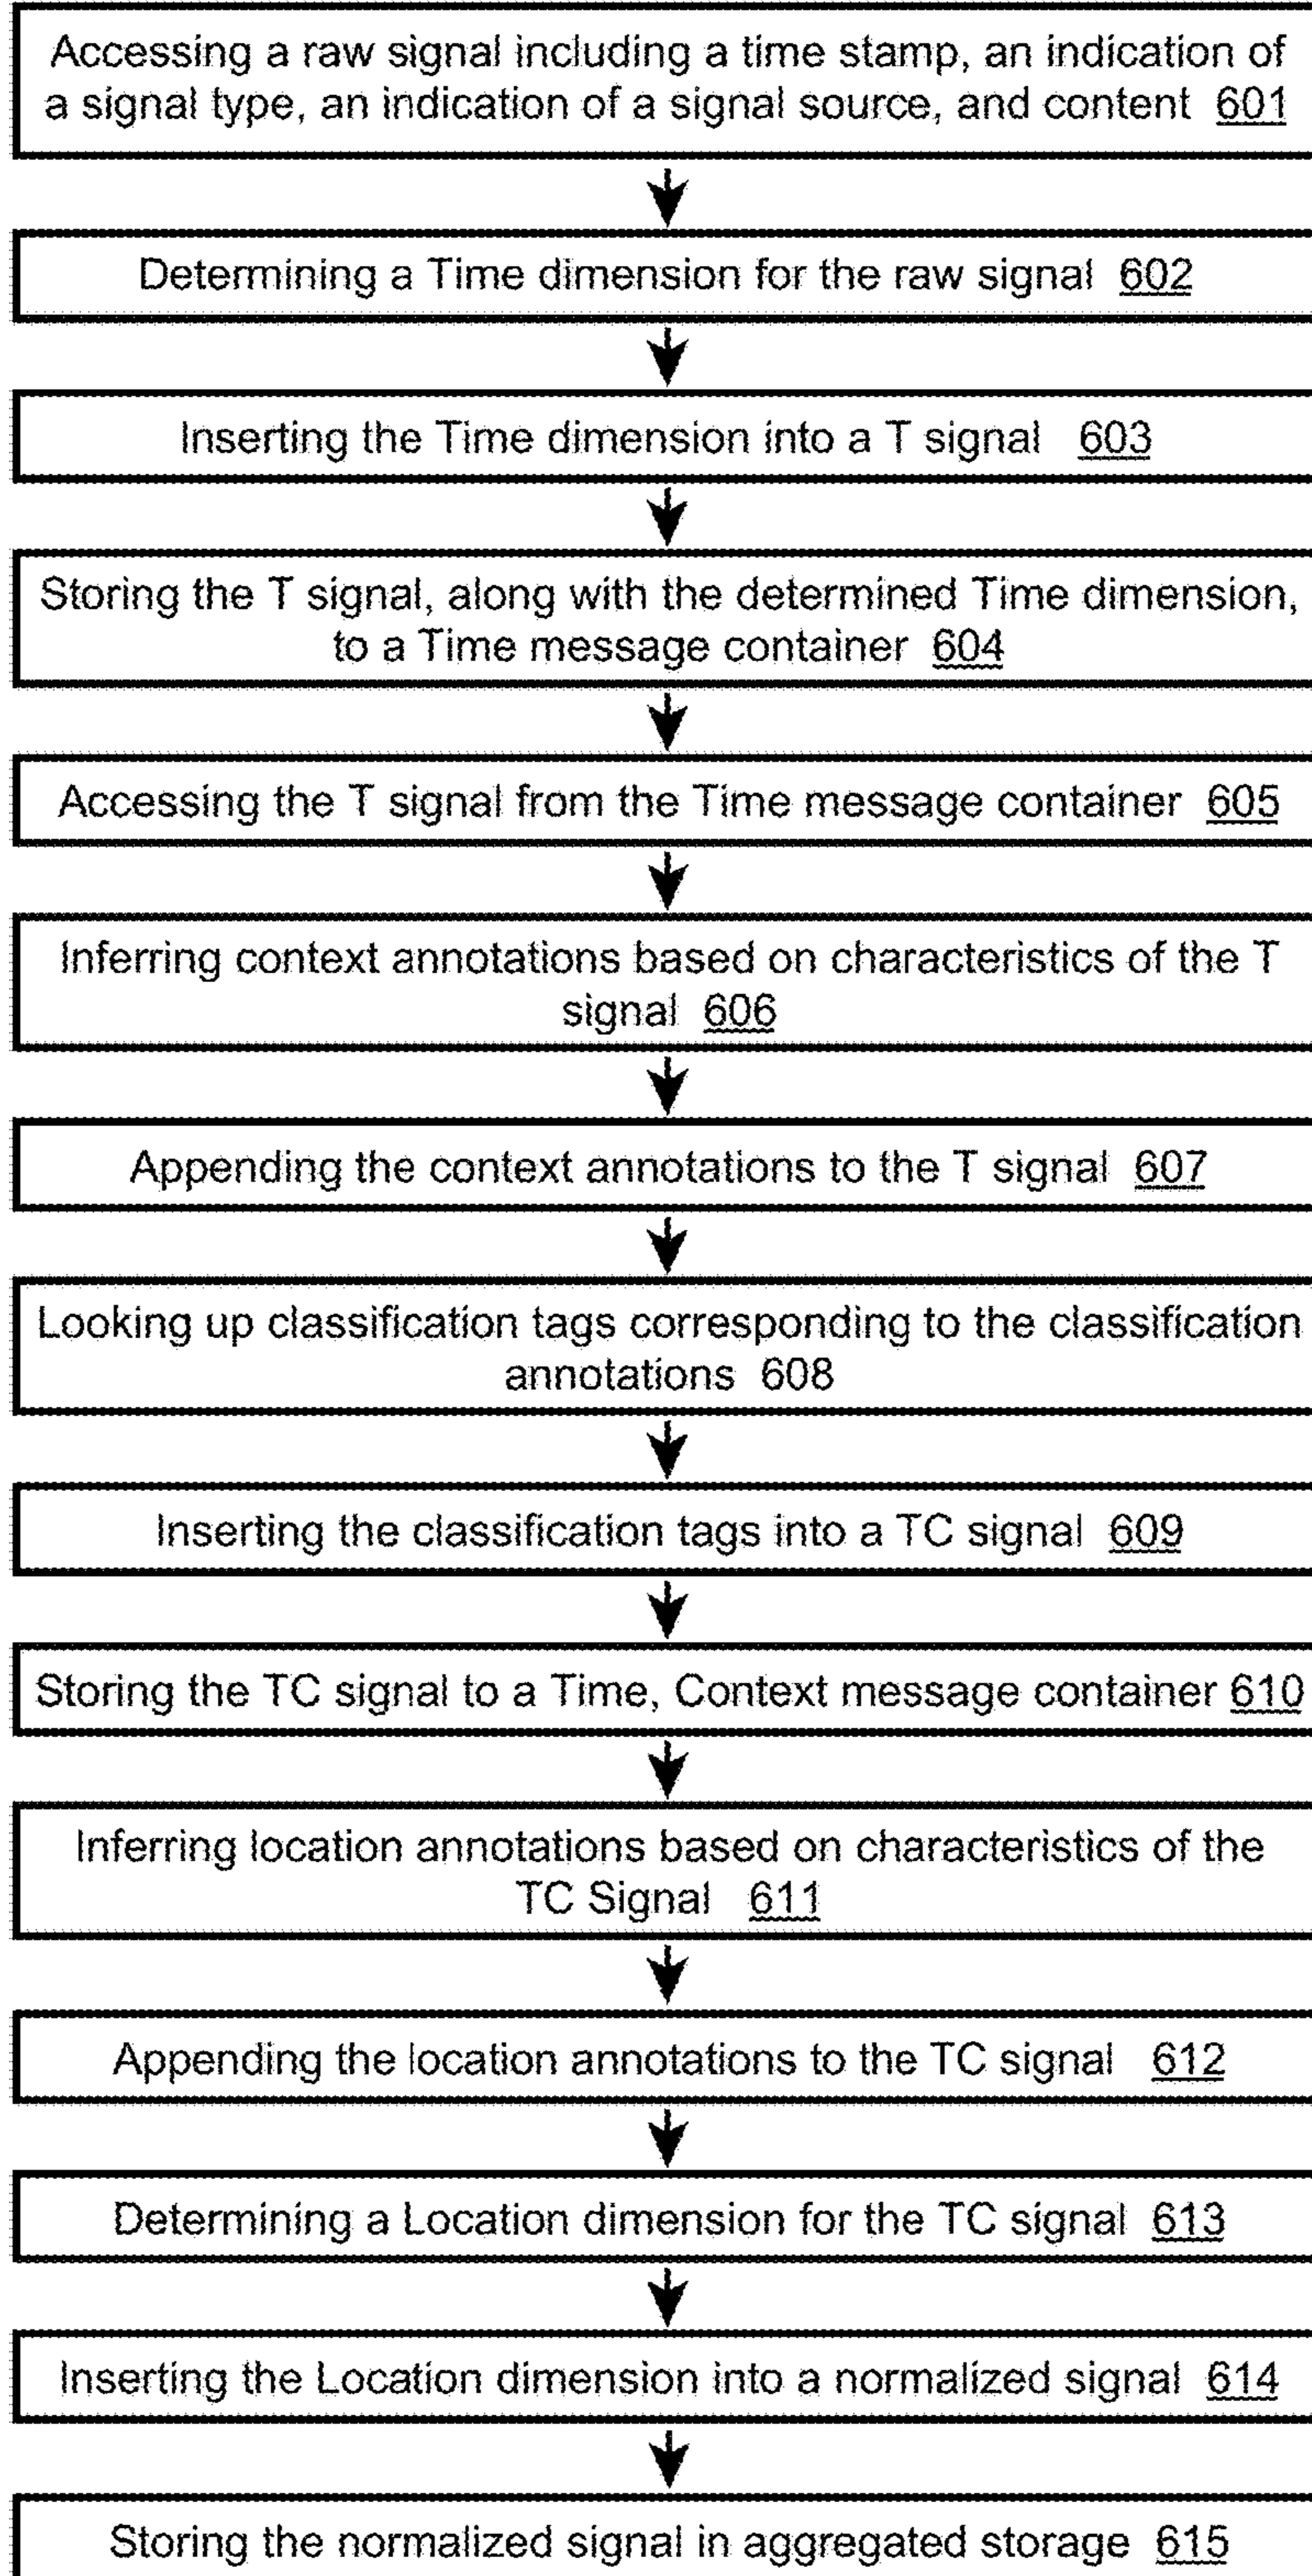 Accessing a raw signal including a time stamp, an indication of
a signal type, an indication of a signal source, and content 601
Determining a Time dimension for the raw signal 602
Inserting the Time dimension into a T signal 603
Storing the T signal, along with the determined Time dimension,
to a Time message container 604
Accessing the T signal from the Time message container 605
Inferring context annotations based on characteristics of the T
signal 606
Appending the context annotations to the T signal 607
Looking up classification tags corresponding to the classification
annotations 608
Inserting the classification tags into a TC signal 609
Storing the TC signal to a Time, Context message container 610
Inferring location annotations based on characteristics of the
TC Signal 611
Appending the location annotations to the TC signal 612
Determining a Location dimension for the TC signal 613
Inserting the Location dimension into a normalized signal 614
Storing the normalized signal in aggregated storage 615